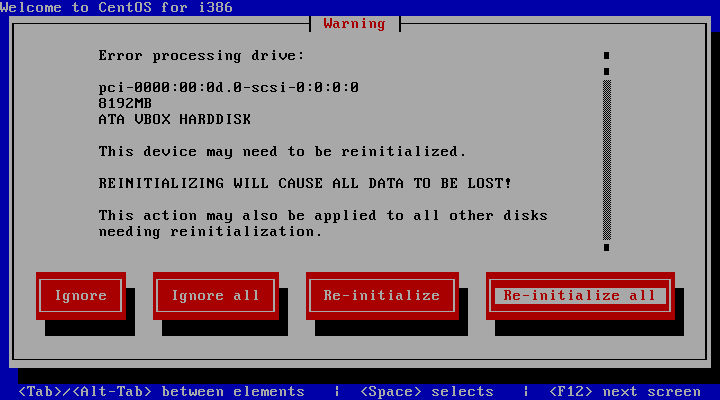 Welcome to CentOS for i386
Warning
Error processing drive:
pci-0000:00:0d.0-scsi-0:0:0:0
8192MB
ATA VBOX HARDDISK
This device may need to be reinitialized.
REINITIALIZING WILL CAUSE ALL DATA TO BE LOST!
This action may also be applied to all other disks
needing reinitialization.
Ignore Ignore all Re-initialize Re-initialize all
<Tab>/<Alt-Tab> between elements | <Space> selects | <F12> next screen